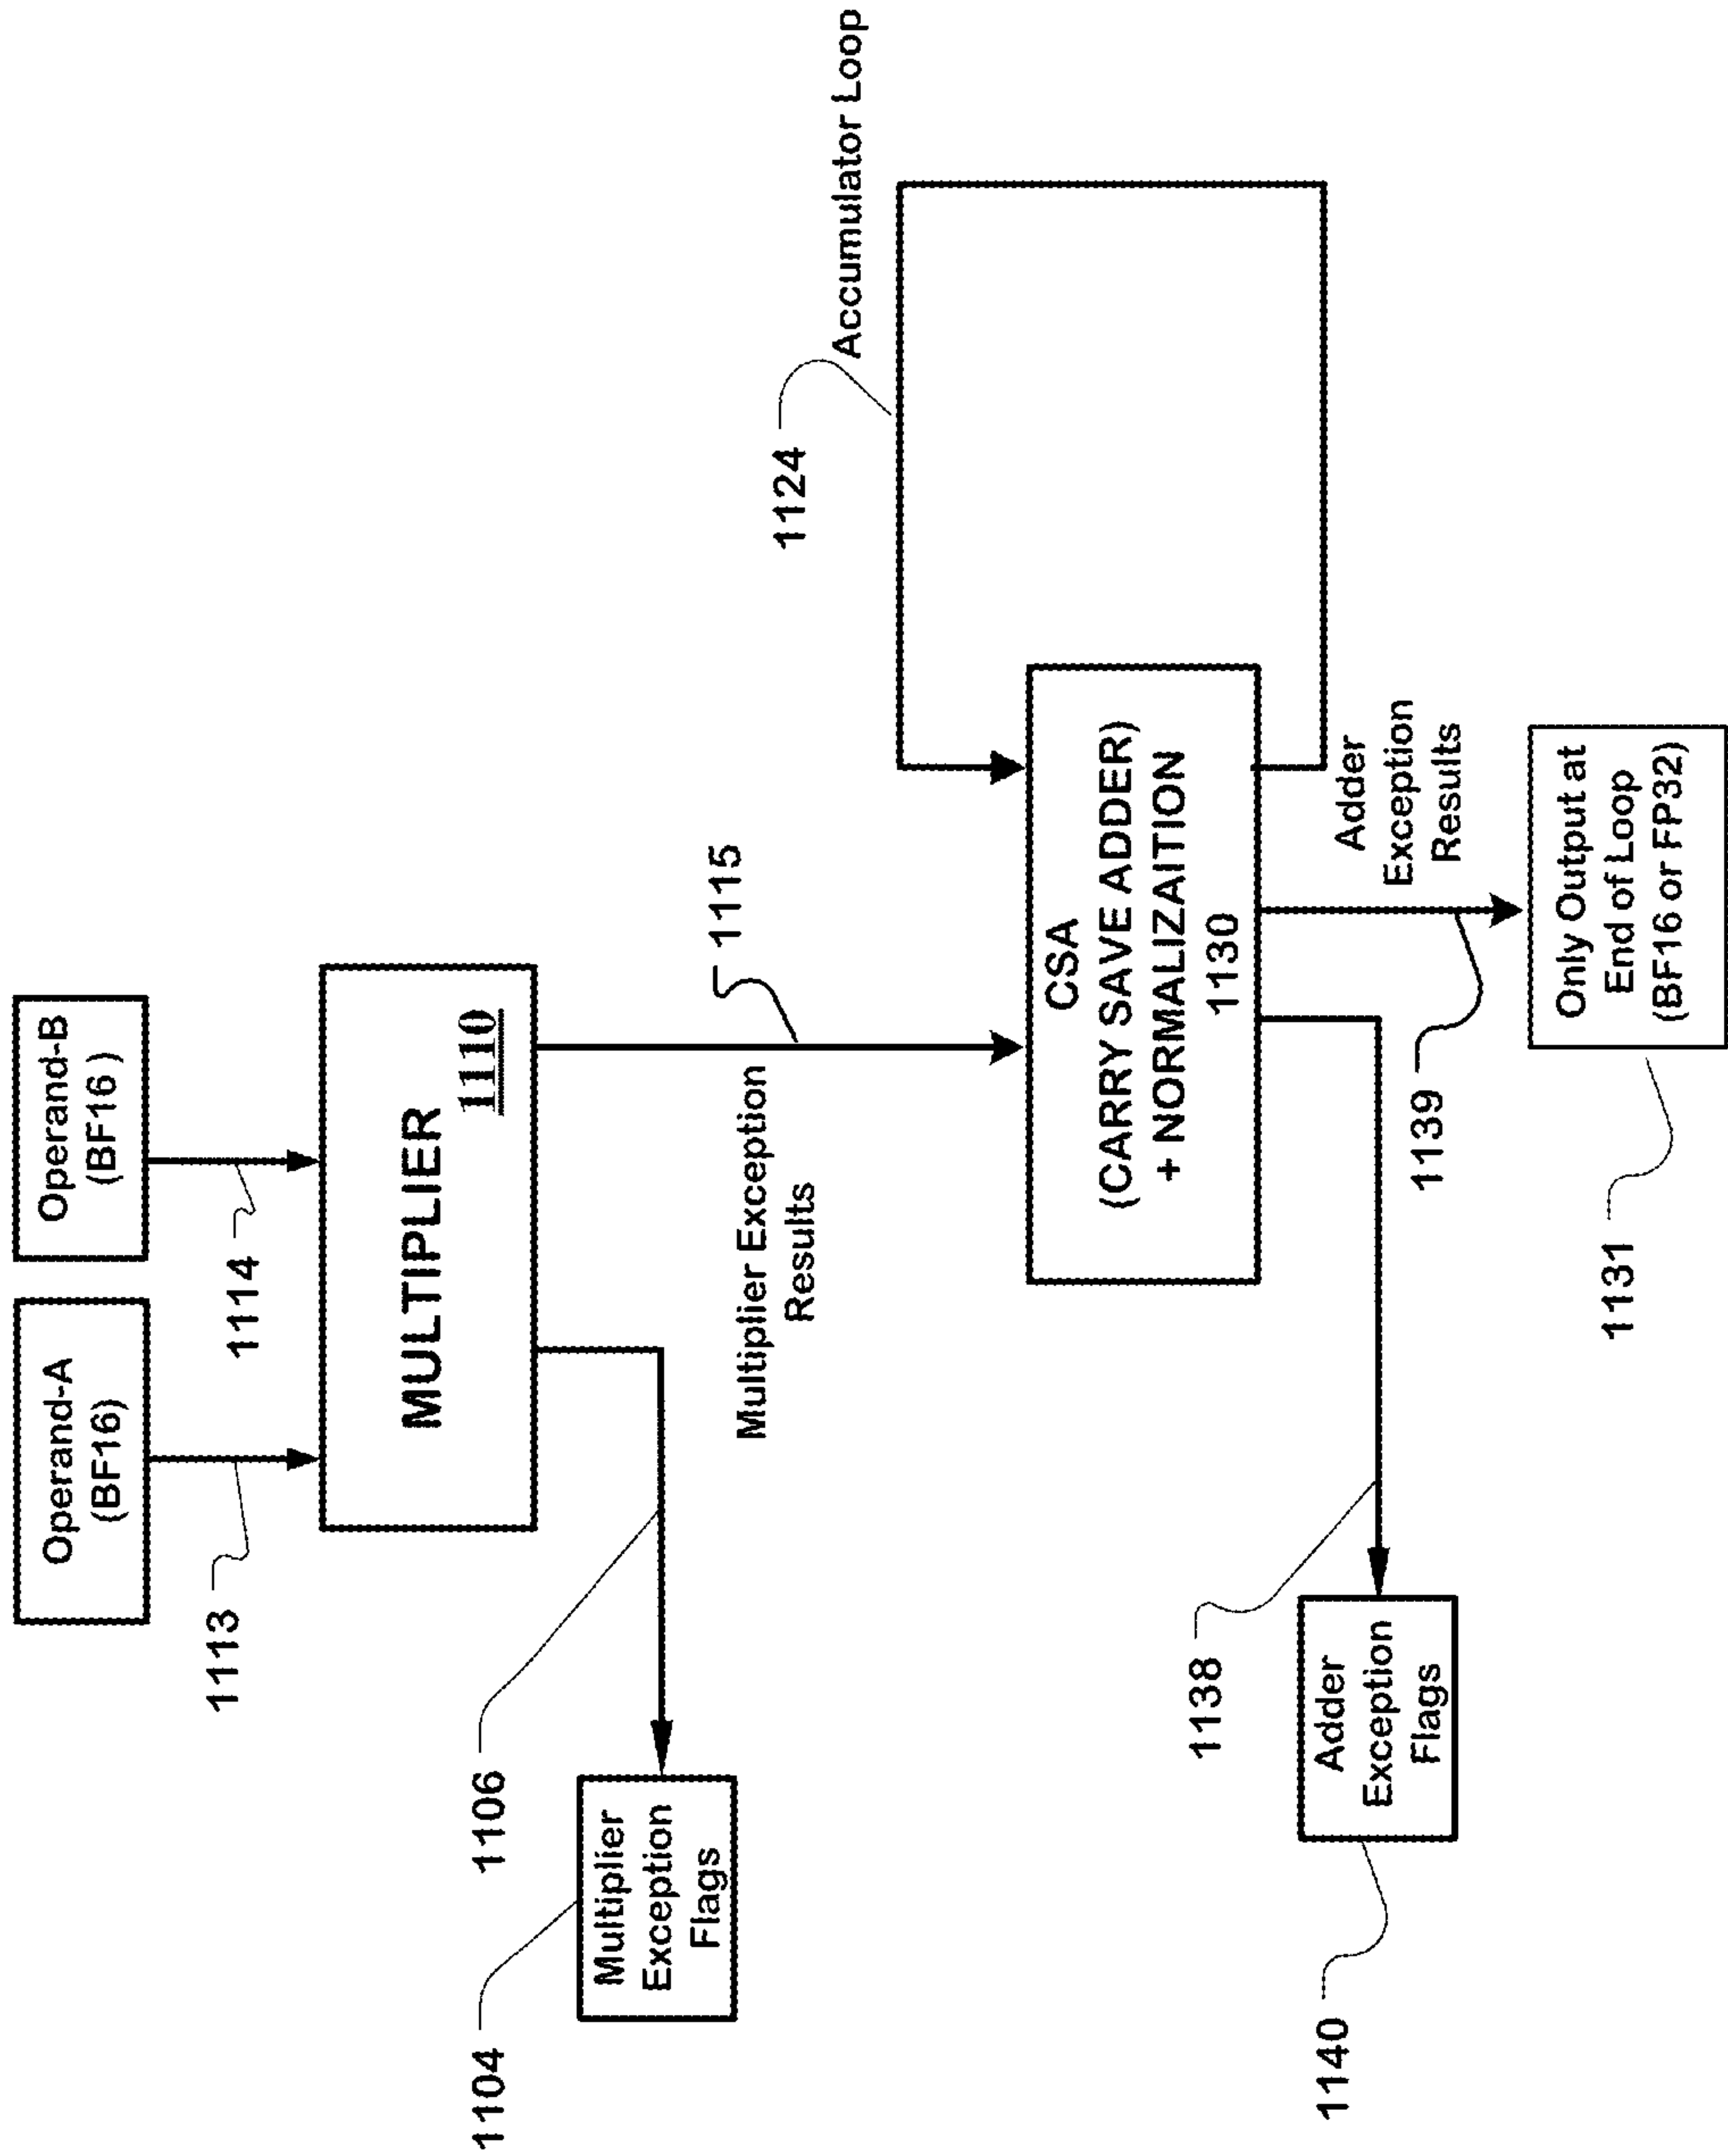 Operand-A
(BF16)
Operand-B
(BF16 )
1113
1114
MULTIPLIER
1110
1106
1104
Multiplier
Exception
Flags
Multiplier Exception
Results
1115
1124
Accumulator Loop
CSA
(CARRY SAVE ADDER)
+ NORMALIZAITION
1130
1138
1140
Adder
Exception
Flags
1139
Adder
Exception
Results
1131
Only Output at
End of Loop
(BF16 or FP32)